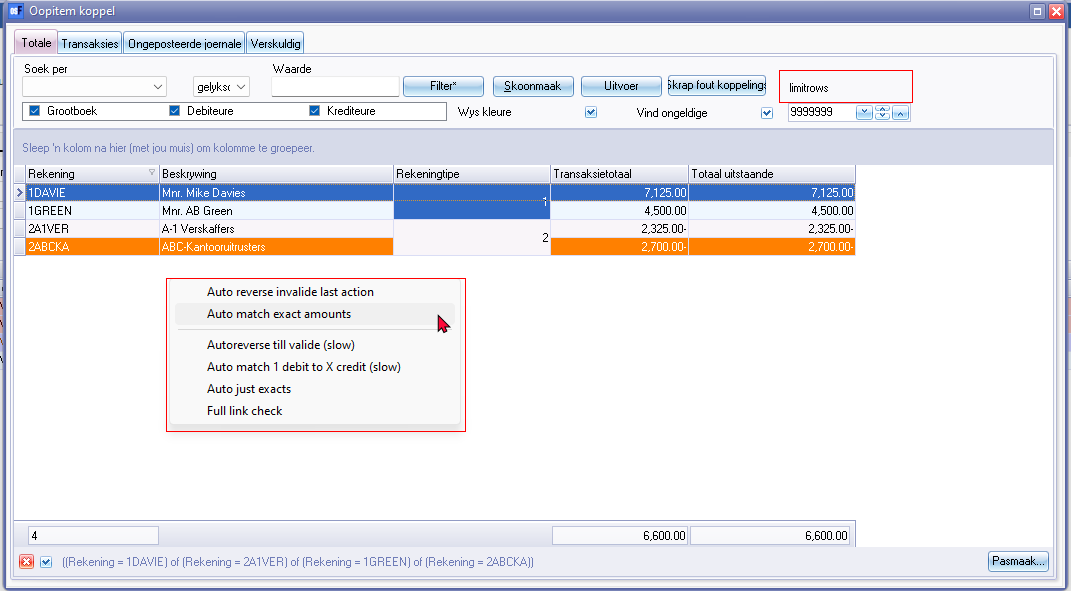 Oopitem koppel
Totale Transaksies Ongeposteerde joernale Verskuldig
Soek per Waarde
gelyksc Filter* Skoonmaak Uitvoer Skrap fout koppelings limitrows
Grootboek Debiteure Krediteure Wys kleure Vind ongeldige 9999999
Sleep 'n kolom na hier (met jou muis) om kolomme te groepeer.
Rekening Beskrywing Rekeningtipe Transaksietotaal Totaal uitstaande
1DAVIE Mnr. Mike Davies 1 7,125.00 7,125.00
1GREEN Mnr. AB Green 4,500.00 4,500.00
2A1VER A-1 Verskaffers 2 2,325.00- 2,325.00-
2ABCKA ABC-Kantooruitrusters 2,700.00- 2,700.00-
Auto reverse invalide last action
Auto match exact amounts
Autoreverse till valide (slow)
Auto match 1 debit to X credit (slow)
Auto just exacts
Full link check
4 6,600.00 6,600.00
((Rekening = 1DAVIE) of (Rekening = 2A1VER) of (Rekening = 1GREEN) of (Rekening = 2ABCKA))
Pasmaak...